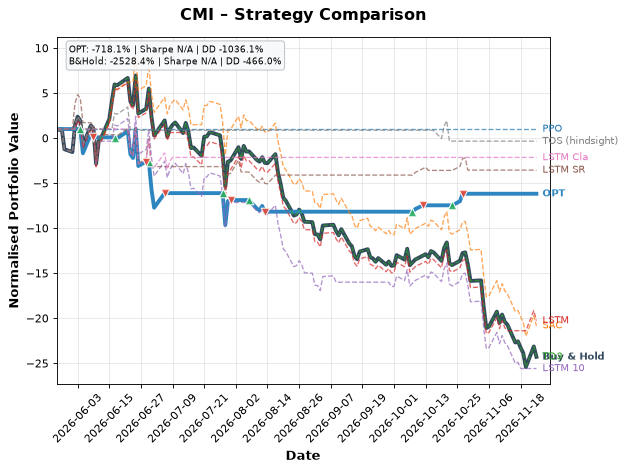 CMI – Strategy Comparison
OPT: -718.1% | Sharpe N/A | DD -1036.1%
B&Hold: -2528.4% | Sharpe N/A | DD -466.0%
Normalised Portfolio Value
10
5
0
−5
−10
−15
−20
−25
PPO
TOS (hindsight)
LSTM Cla
LSTM SR
OPT
LSTM
SAC
Buy & Hold
LSTM 10
2026-06-03
2026-06-15
2026-06-27
2026-07-09
2026-07-21
2026-08-02
2026-08-14
2026-08-26
2026-09-07
2026-09-19
2026-10-01
2026-10-13
2026-10-25
2026-11-06
2026-11-18
Date